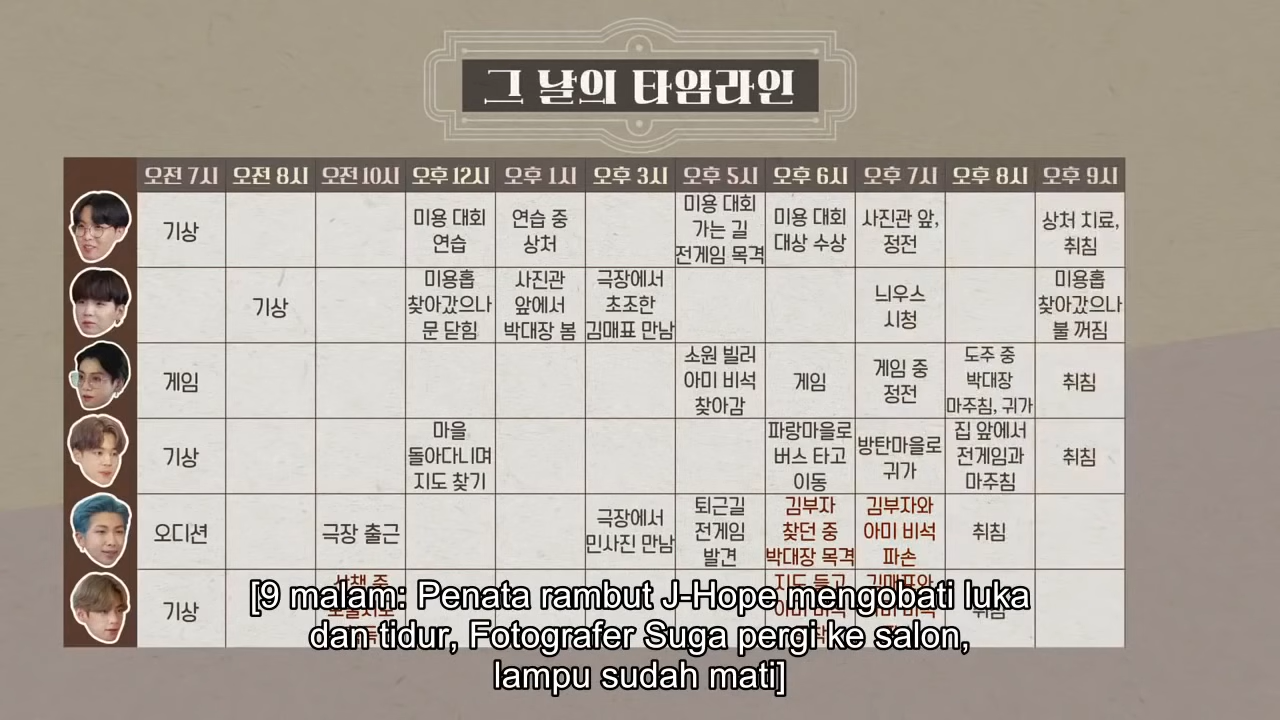 그 날의 타임라인
오전 7시 오전 8시 오전 10시 오후 12시 오후 1시 오후 3시 오후 5시 오후 6시 오후 7시 오후 8시 오후 9시
기상
미용 대회
연습
연습 중
상처
미용 대회
가는 길
전게임 목격
미용 대회
대상 수상
사진관 앞,
정전
상처 치료,
취침
기상
미용홉
찾아갔으나
문 닫힘
사진관
앞에서
박대장 봄
극장에서
초조한
김매표 만남
늬우스
시청
미용홉
찾아갔으나
불 꺼짐
게임
소원 빌러
아미 비석
찾아감
게임
게임 중
정전
도주 중
박대장
마주침, 귀가
취침
기상
마을
돌아다니며
지도 찾기
파랑마을로
버스 타고
이동
방탄마을로
귀가
집 앞에서
전게임과
마주침
취침
오디션
극장 출근
극장에서
민사진 만남
퇴근길
전게임
발견
김부자
찾던 중
박대장 목격
김부자와
아미 비석
파손
취침
기상
[9 malam: Penata rambut J-Hope mengobati luka
dan tidur, Fotografer Suga pergi ke salon,
lampu sudah mati]